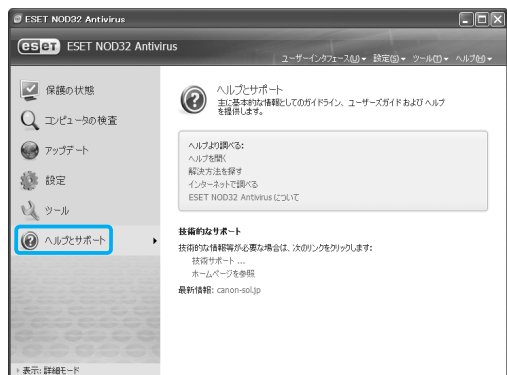 ESET NOD32 Antivirus
eseT ESET NOD32 Antivirus
ユーザーインタフェース(U) 設定(S) ツール(T) ヘルプ(H)
保護の状態
コンピュータの検査
アップデート
設定
ツール
ヘルプとサポート
ヘルプとサポート
主に基本的な情報としてのガイドライン、ユーザーズガイド および ヘルプ
を提供します。
ヘルプより調べる:
ヘルプを開く
解決方法を探す
インターネットで調べる
ESET NOD32 Antivirus について
技術的なサポート
技術的な情報等が必要な場合は、次のリンクをクリックします:
技術サポート ...
ホームページを参照
最新情報: canon-sol.jp
表示: 詳細モード